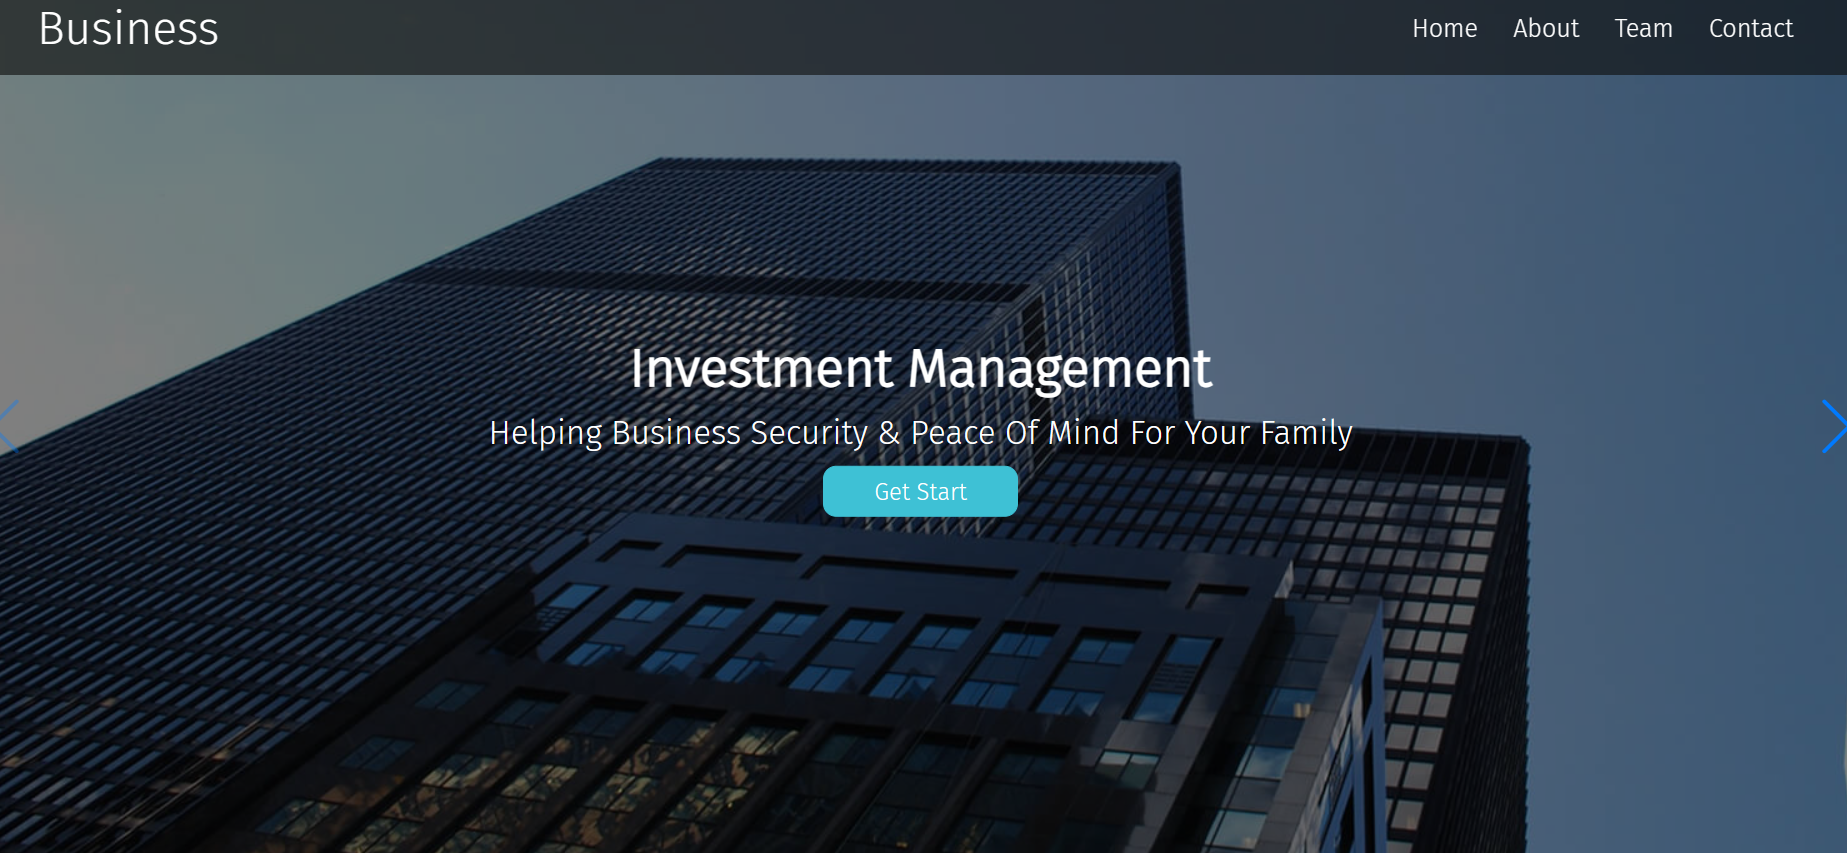 Business
Home About Team Contact
Investment Management
Helping Business Security & Peace Of Mind For Your Family
Get Start